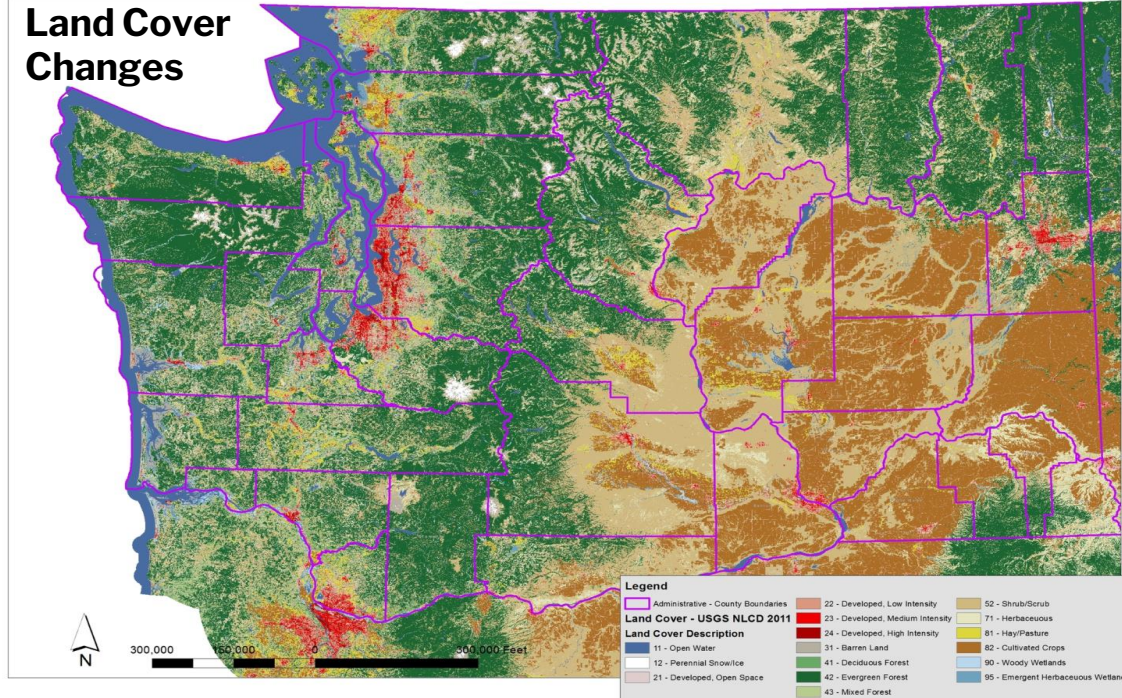 Land Cover
Changes
N
300,000 150,000 0 300,000 Feet
Legend
Administrative - County Boundaries
Land Cover - USGS NLCD 2011
Land Cover Description
11 - Open Water
12 - Perennial Snow/Ice
21 - Developed, Open Space
22 - Developed, Low Intensity
23 - Developed, Medium Intensity
24 - Developed, High Intensity
31 - Barren Land
41 - Deciduous Forest
42 - Evergreen Forest
43 - Mixed Forest
52 - Shrub/Scrub
71 - Herbaceous
81 - Hay/Pasture
82 - Cultivated Crops
90 - Woody Wetlands
95 - Emergent Herbaceuous Wetlan